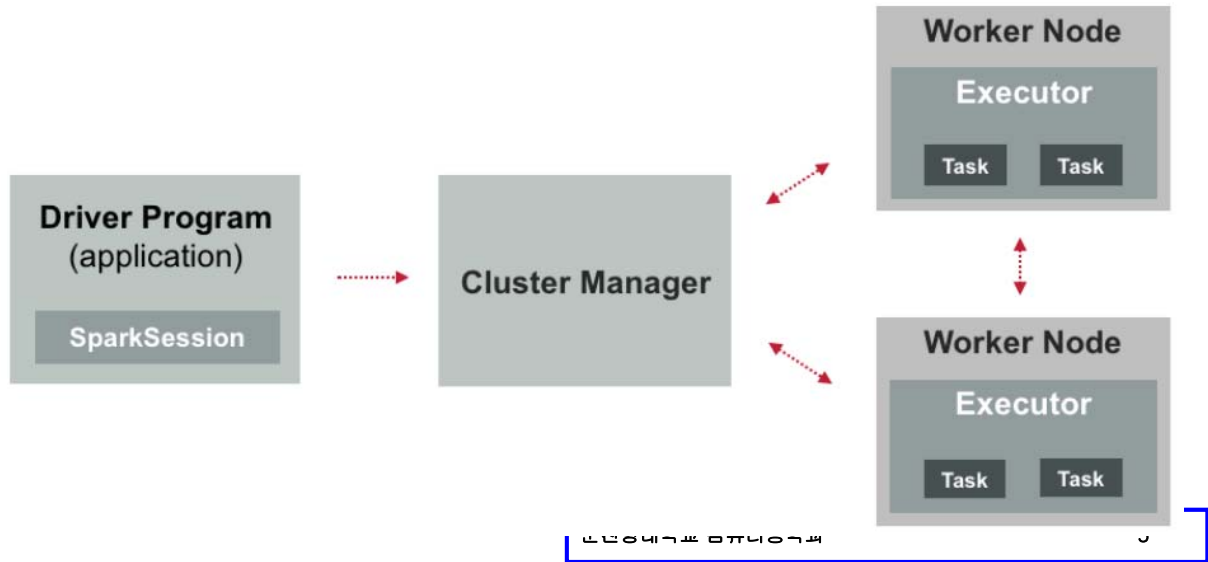 Driver Program
(application)
SparkSession
Cluster Manager
Worker Node
Executor
Task Task
Worker Node
Executor
Task Task